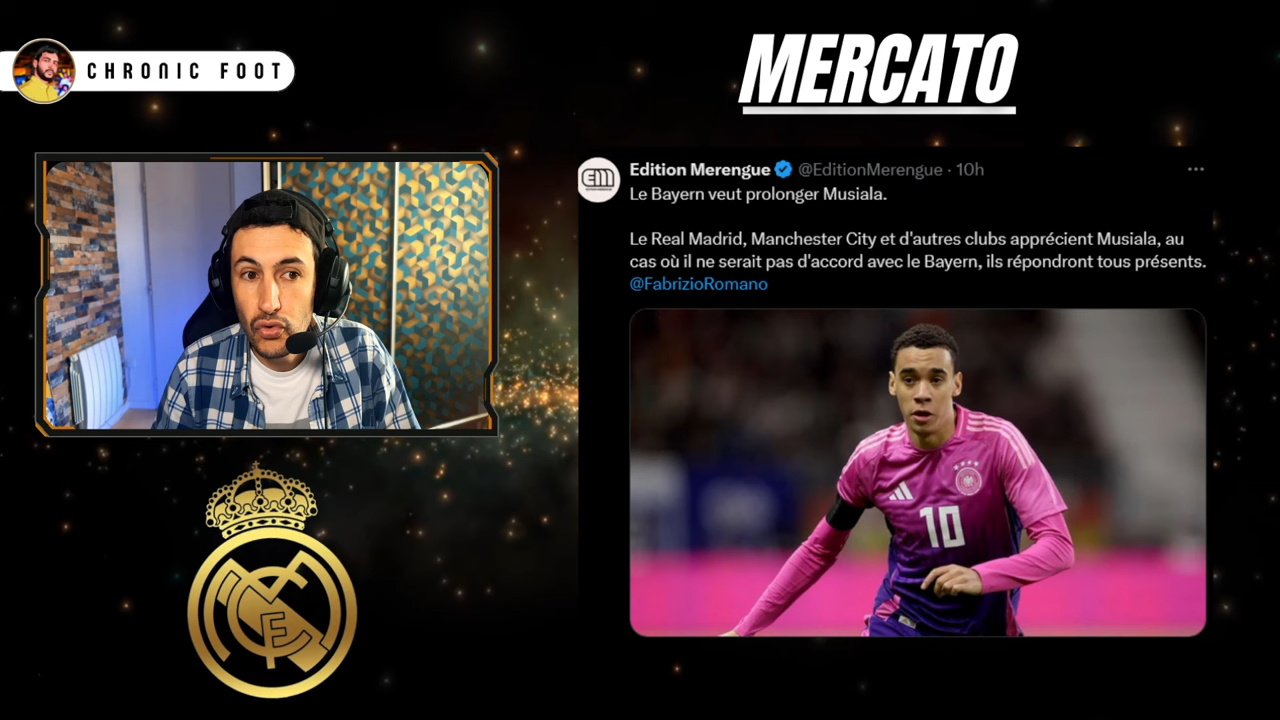 CHRONIC FOOT
MERCATO
Edition Merengue @EditionMerengue · 10h
Le Bayern veut prolonger Musiala.
Le Real Madrid, Manchester City et d'autres clubs apprécient Musiala, au
cas où il ne serait pas d'accord avec le Bayern, ils répondront tous présents.
@FabrizioRomano
10